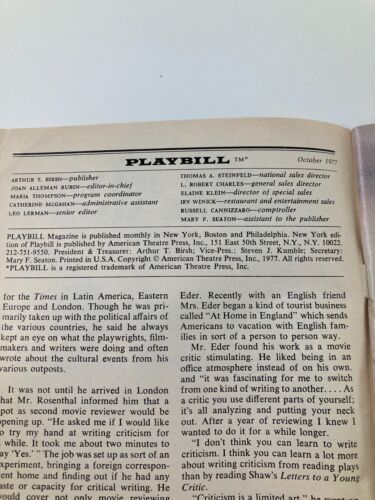 PLAYBILL ™® October 1977
ARTHUR T. BIRSH—publisher
JOAN ALLEMAN RUBIN—editor-in-chief
MARIA THOMPSON—program coordinator
CATHERINE McGAHAN—administrative assistant
LEO LERMAN—senior editor
THOMAS A. STEINFELD—national sales director
L. ROBERT CHARLES—general sales director
ELAINE KLEIN—director of special sales
IRV WINICK—restaurant and entertainment sales
RUSSELL CANNIZZARO—comptroller
MARY F. SEATON—assistant to the publisher
PLAYBILL Magazine is published monthly in New York, Boston and Philadelphia. New York edi-
tion of Playbill is published by American Theatre Press, Inc., 151 East 50th Street, N.Y., N.Y. 10022.
212-751-9550. President & Treasurer: Arthur T. Birsh; Vice-Pres.: Steven J. Kumble; Secretary:
Mary F. Seaton. Printed in U.S.A. Copyright © American Theatre Press, Inc., 1977. All rights reserved.
*PLAYBILL is a registered trademark of American Theatre Press, Inc.
for the Times in Latin America, Eastern
Europe and London. Though he was pri-
marily taken up with the political affairs of
the various countries, he said he always
kept an eye on what the playwrights, film-
makers and writers were doing and often
wrote about the cultural events from his
various outposts.
It was not until he arrived in London
that Mr. Rosenthal informed him that a
spot as second movie reviewer would be
opening up. "He asked me if I would like
to try my hand at writing criticism for
a while. It took me about two minutes to
say 'Yes.' " The job was set up as sort of an
experiment, bringing a foreign correspon-
dent home and finding out if he had any
taste or capacity for critical writing. He
would cover not only movie reviewing
Eder. Recently with an English friend
Mrs. Eder began a kind of tourist business
called "At Home in England" which sends
Americans to vacation with English fam-
ilies in sort of a person to person way.
Mr. Eder found his work as a movie
critic stimulating. He liked being in an
office atmosphere instead of on his own.
and "it was fascinating for me to switch
from one kind of writing to another. . . . As
a critic you use different parts of yourself;
it's all analyzing and putting your neck
out. After a year of reviewing I knew I
wanted to do it for a while longer.
"I don't think you can learn to write
criticism. I think you can learn a lot more
about writing criticism from reading plays
than by reading Shaw's Letters to a Young
Critic.
"Criticism is a limited art," he went on